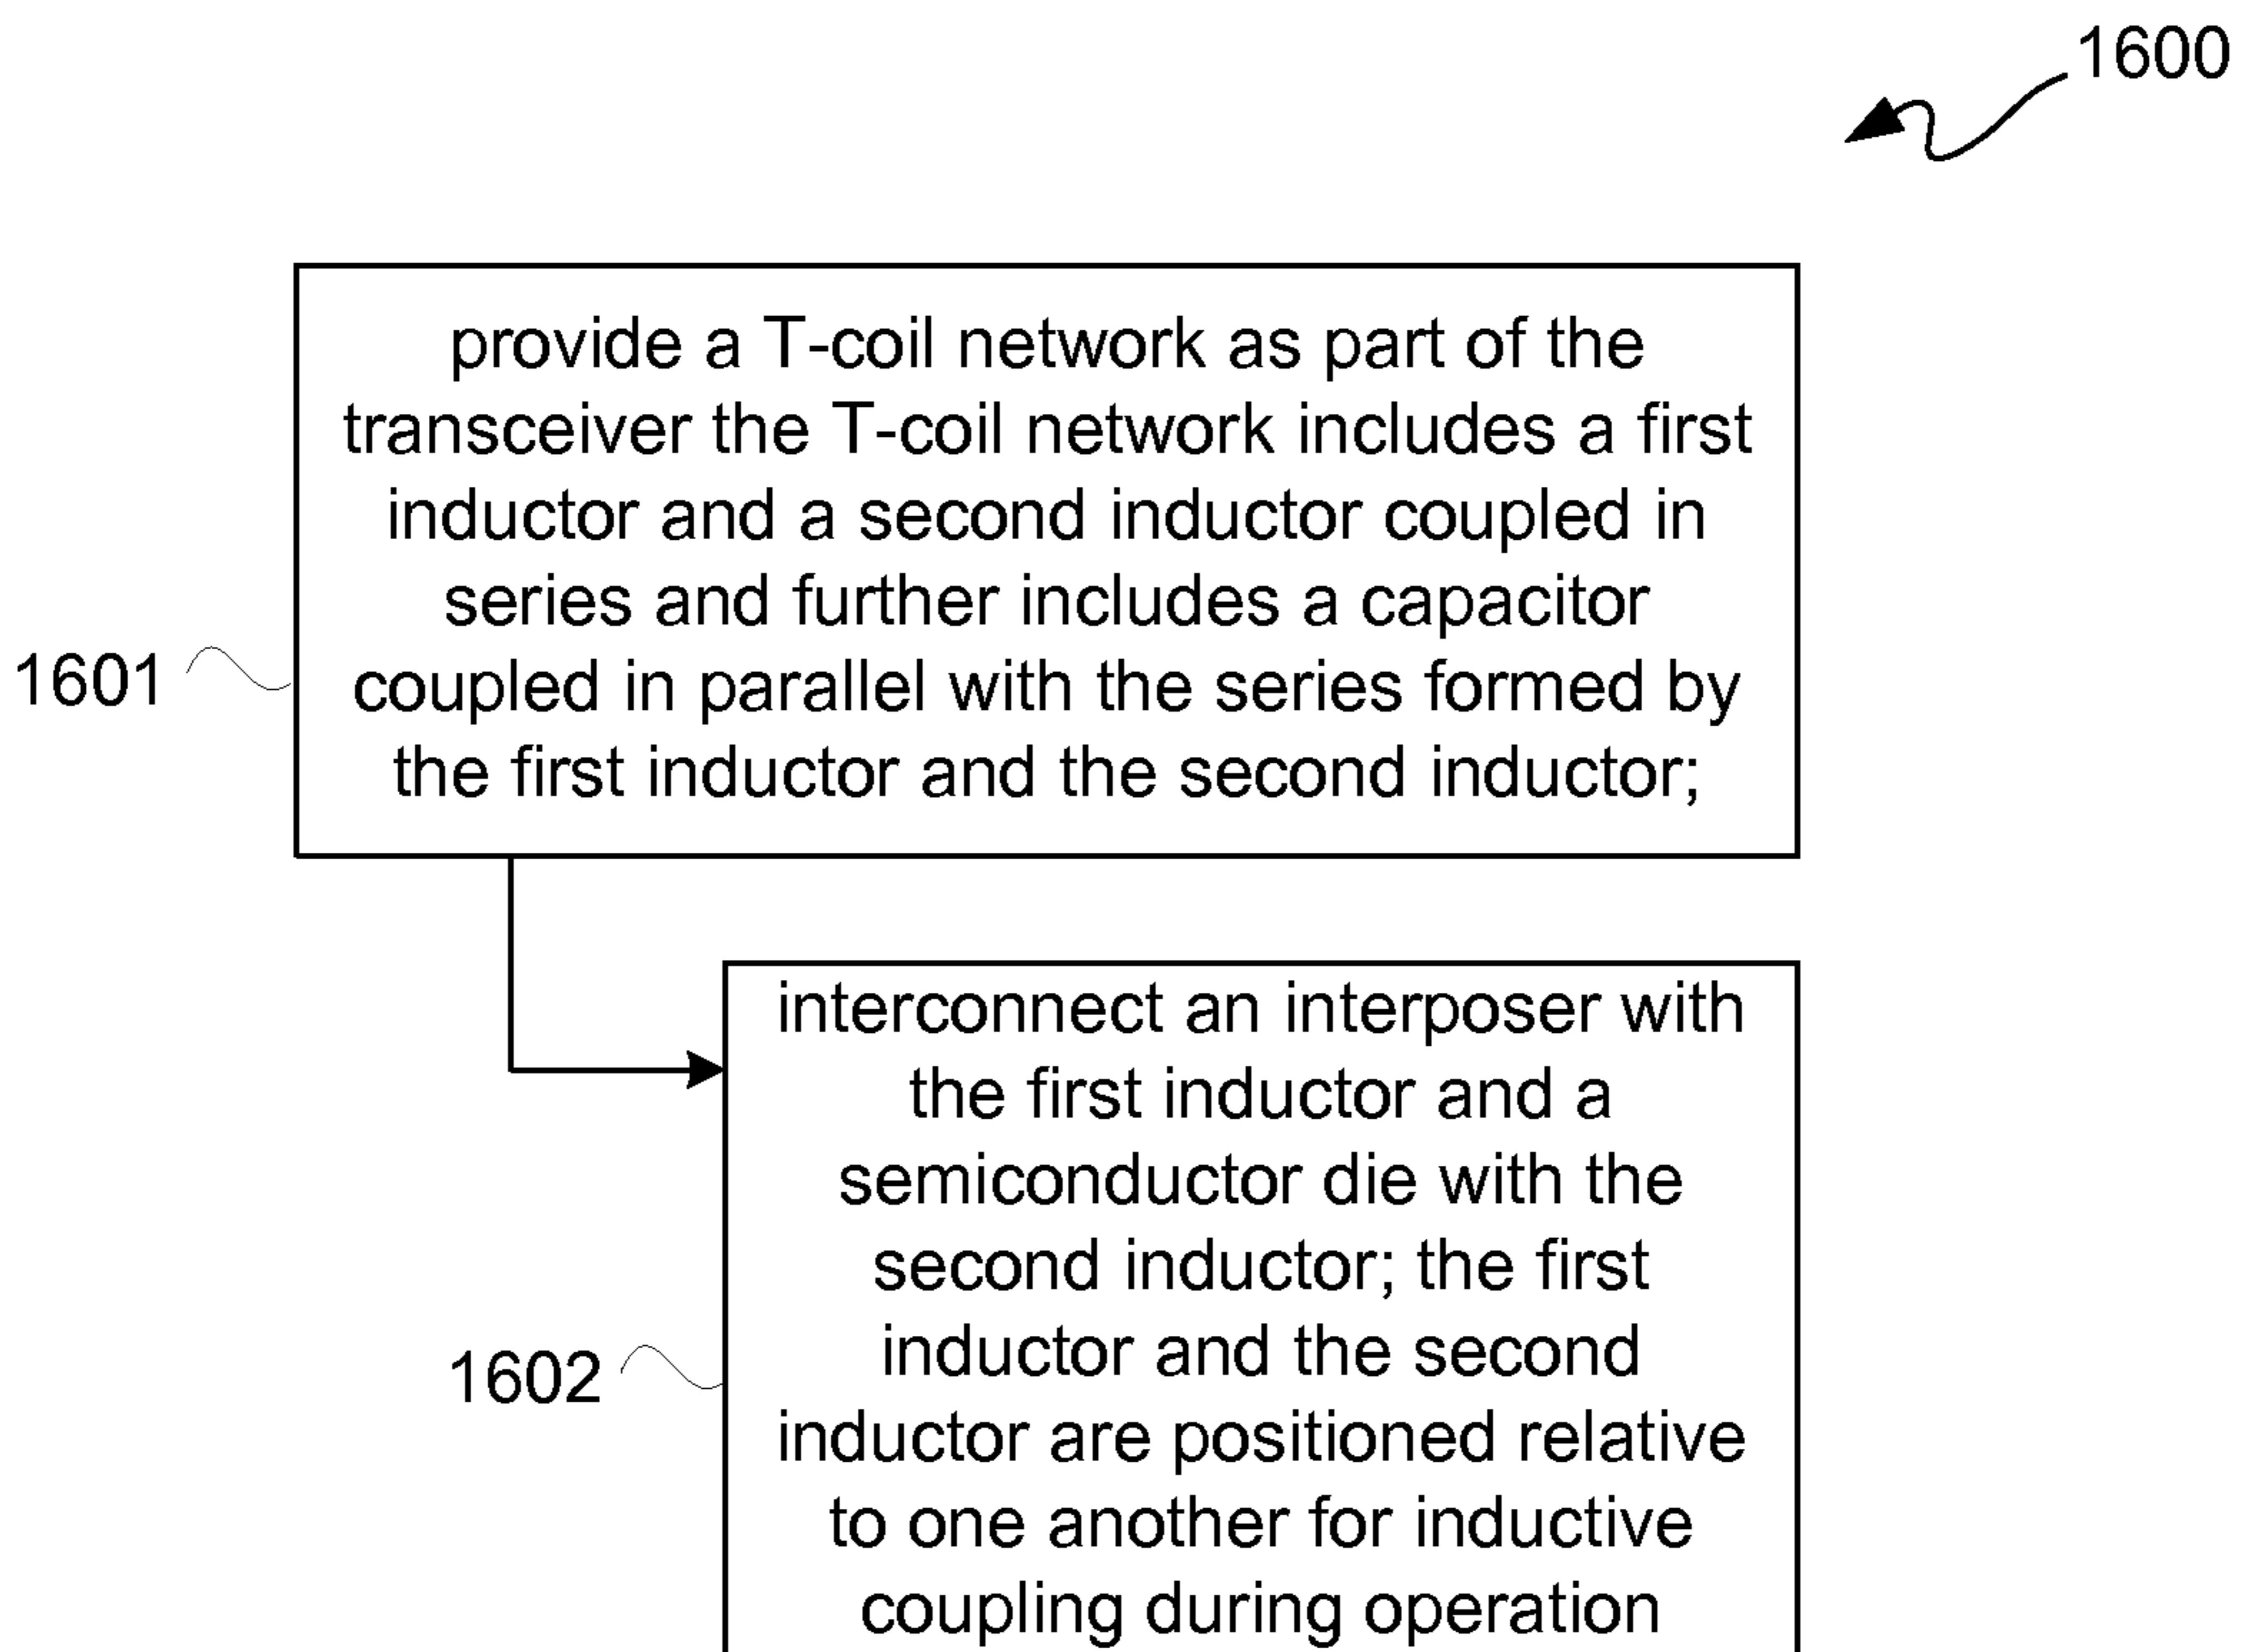 1600
provide a T-coil network as part of the
transceiver the T-coil network includes a first
inductor and a second inductor coupled in
series and further includes a capacitor
coupled in parallel with the series formed by
the first inductor and the second inductor;
1601
interconnect an interposer with
the first inductor and a
semiconductor die with the
second inductor; the first
inductor and the second
inductor are positioned relative
to one another for inductive
coupling during operation
1602